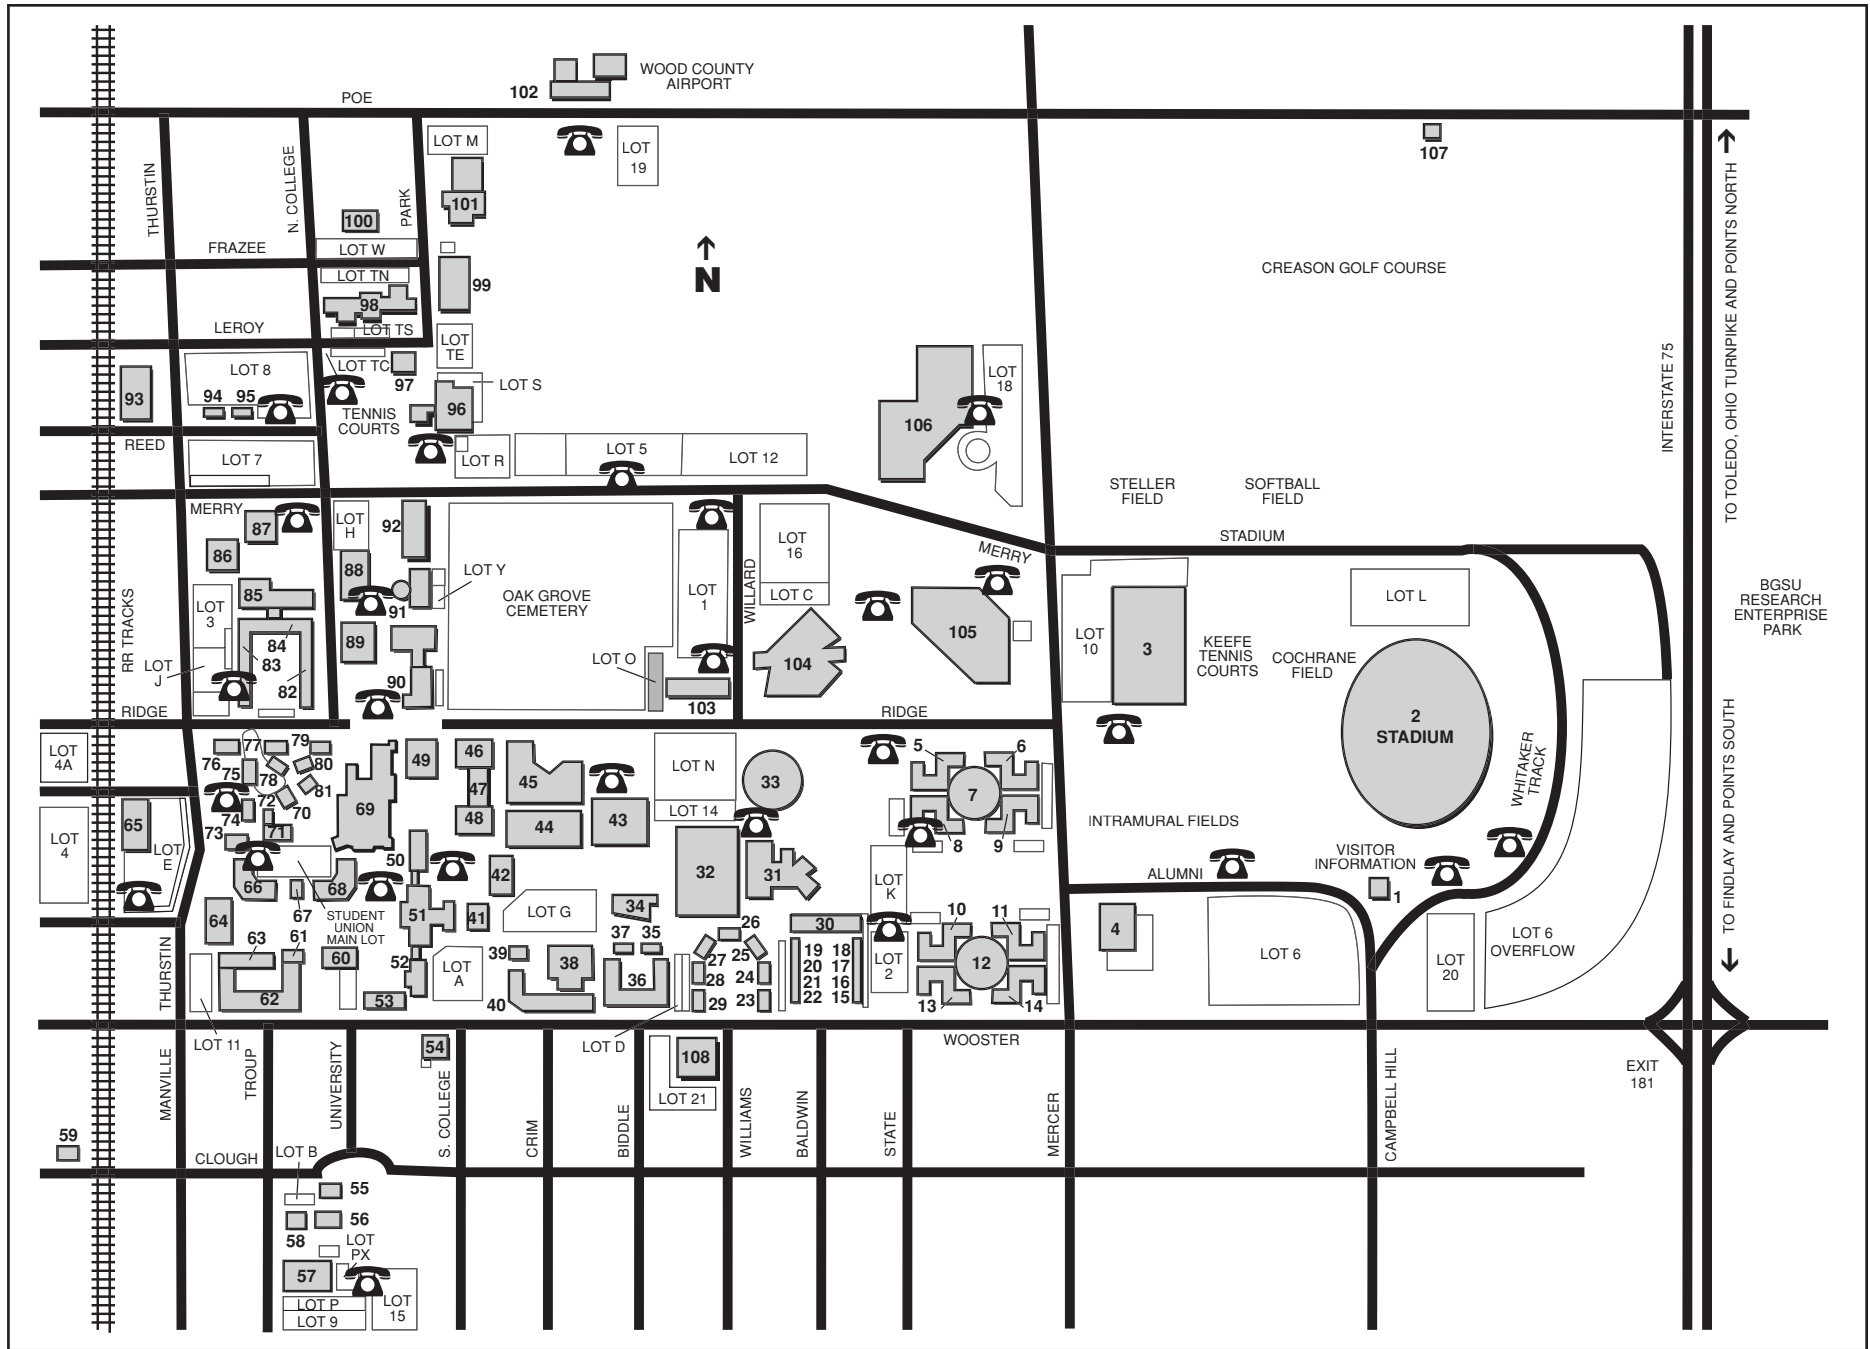 WOOD COUNTY
AIRPORT
102
POE
LOT M
LOT
19
107
THURSTIN
N. COLLEGE
PARK
101
100
FRAZEE
LOT W
LOT TN
N
99
98
CREASON GOLF COURSE
TO TOLEDO, OHIO TURNPIKE AND POINTS NORTH
INTERSTATE 75
LEROY
LOT TS
LOT
TE
LOT TC
97
LOT 8
93
94
95
LOT S
96
TENNIS
COURTS
LOT
18
106
REED
LOT 7
LOT R
LOT 5
LOT 12
STELLER
FIELD
SOFTBALL
FIELD
MERRY
87
LOT
H
92
86
88
LOT Y
91
OAK GROVE
CEMETERY
LOT
1
WILLARD
LOT
16
LOT C
MERRY
STADIUM
LOT L
BGSU
RESEARCH
ENTERPRISE
PARK
RR TRACKS
85
LOT
3
84
83
82
LOT
J
89
90
LOT O
103
104
105
LOT
10
3
KEEFE
TENNIS
COURTS
COCHRANE
FIELD
2
STADIUM
WHITAKER
TRACK
TO FINDLAY AND POINTS SOUTH
RIDGE
RIDGE
LOT
4A
76
77
79
80
75
78
81
72
70
74
73
71
69
49
46
47
48
45
44
43
LOT N
LOT 14
33
5
6
7
8
9
INTRAMURAL FIELDS
VISITOR
INFORMATION
1
ALUMNI
LOT
4
65
LOT
E
66
67
68
50
42
32
31
LOT
K
STUDENT
UNION
MAIN LOT
64
51
41
LOT G
34
26
30
10
11
4
LOT 6
LOT
20
LOT 6
OVERFLOW
63
61
60
52
39
38
37
35
36
27
25
28
24
29
23
19
18
20
17
21
16
22
15
LOT
2
12
13
14
62
53
LOT
A
40
THURSTIN
LOT 11
LOT D
WOOSTER
EXIT
181
MANVILLE
TROUP
UNIVERSITY
54
S. COLLEGE
CRIM
BIDDLE
108
LOT 21
WILLIAMS
BALDWIN
STATE
MERCER
CAMPBELL HILL
59
CLOUGH
LOT B
55
58
56
LOT
PX
57
LOT P
LOT 9
LOT
15